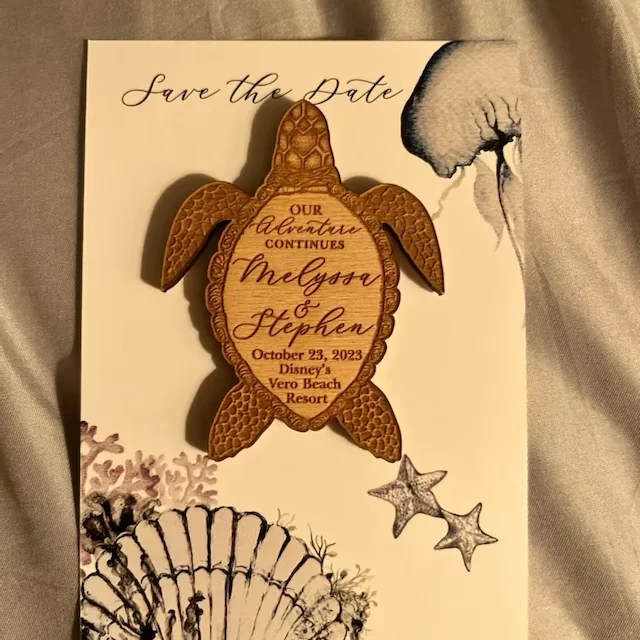 Save the Date
OUR
Adventure
CONTINUES
Melyssa
&
Stephen
October 23, 2023
Disney's
Vero Beach
Resort